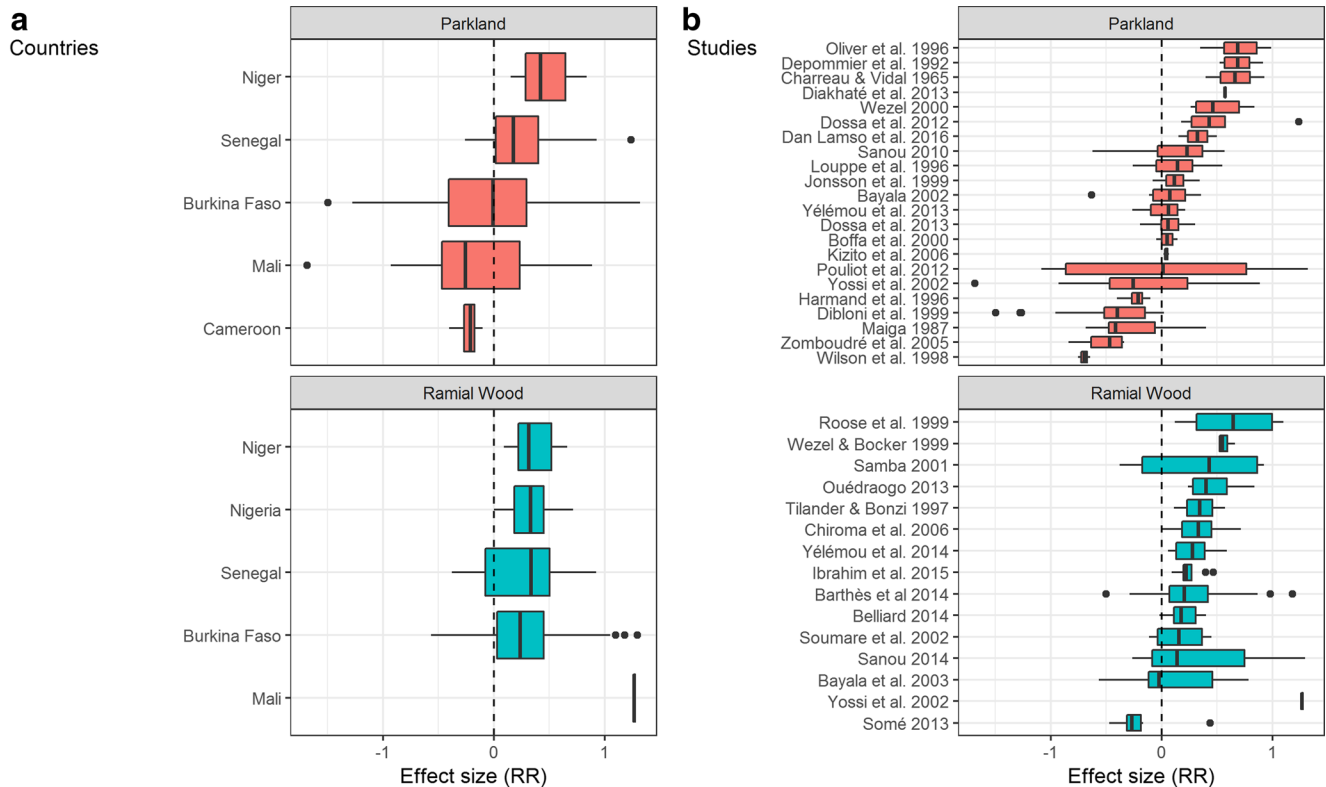 a
Countries
Parkland
Niger
Senegal
Burkina Faso
Mali
Cameroon
Ramial Wood
Niger
Nigeria
Senegal
Burkina Faso
Mali
-1 0 1
Effect size (RR)
b
Studies
Parkland
Oliver et al. 1996
Depommier et al. 1992
Charreau & Vidal 1965
Diakhaté et al. 2013
Wezel 2000
Dossa et al. 2012
Dan Lamso et al. 2016
Sanou 2010
Louppe et al. 1996
Jonsson et al. 1999
Bayala 2002
Yélémou et al. 2013
Dossa et al. 2013
Boffa et al. 2000
Kizito et al. 2006
Pouliot et al. 2012
Yossi et al. 2002
Harmand et al. 1996
Dibloni et al. 1999
Maiga 1987
Zomboudré et al. 2005
Wilson et al. 1998
Ramial Wood
Roose et al. 1999
Wezel & Bocker 1999
Samba 2001
Ouédraogo 2013
Tilander & Bonzi 1997
Chiroma et al. 2006
Yélémou et al. 2014
Ibrahim et al. 2015
Barthès et al 2014
Belliard 2014
Soumare et al. 2002
Sanou 2014
Bayala et al. 2003
Yossi et al. 2002
Somé 2013
-1 0 1
Effect size (RR)